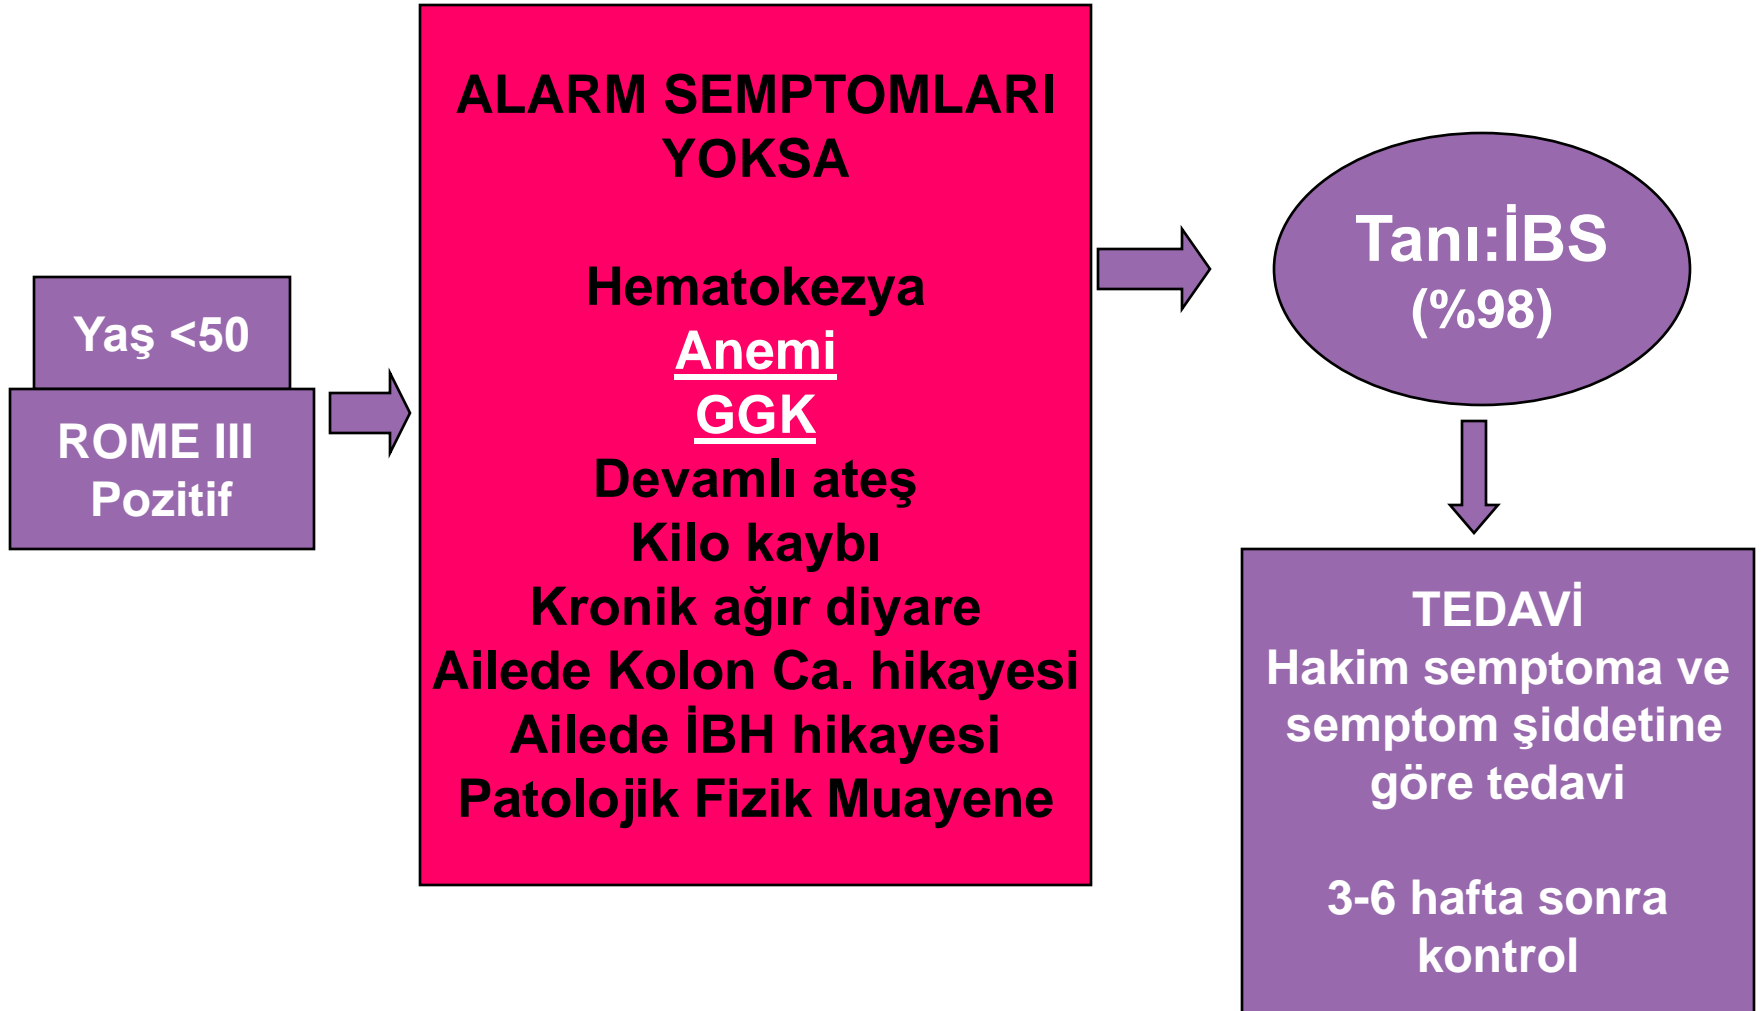 Yaş <50
ROME III
Pozitif
ALARM SEMPTOMLARI
YOKSA
Hematokezya
Anemi
GGK
Devamlı ateş
Kilo kaybı
Kronik ağır diyare
Ailede Kolon Ca. hikayesi
Ailede İBH hikayesi
Patolojik Fizik Muayene
Tanı:İBS
(%98)
TEDAVİ
Hakim semptoma ve
semptom şiddetine
göre tedavi
3-6 hafta sonra
kontrol